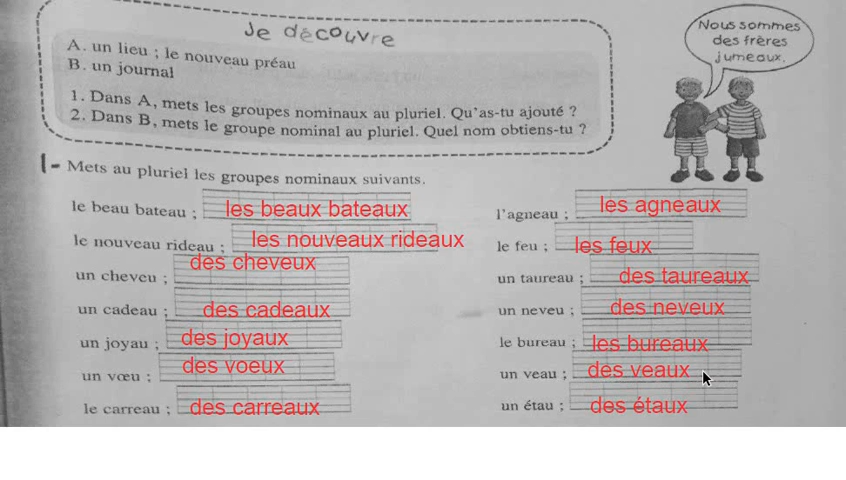 Je découvre
A. un lieu ; le nouveau préau
B. un journal
1. Dans A, mets les groupes nominaux au pluriel. Qu'as-tu ajouté ?
2. Dans B, mets le groupe nominal au pluriel. Quel nom obtiens-tu ?
Nous sommes
des frères
jumeaux.
1- Mets au pluriel les groupes nominaux suivants.
le beau bateau ; les beaux bateaux
le nouveau rideau ; les nouveaux rideaux
un cheveu ; des cheveux
un cadeau ; des cadeaux
un joyau ; des joyaux
un vœu ; des voeux
le carreau ; des carreaux
l'agneau ; les agneaux
le feu ; les feux
un taureau ; des taureaux
un neveu ; des neveux
le bureau ; les bureaux
un veau ; des veaux
un étau ; des étaux